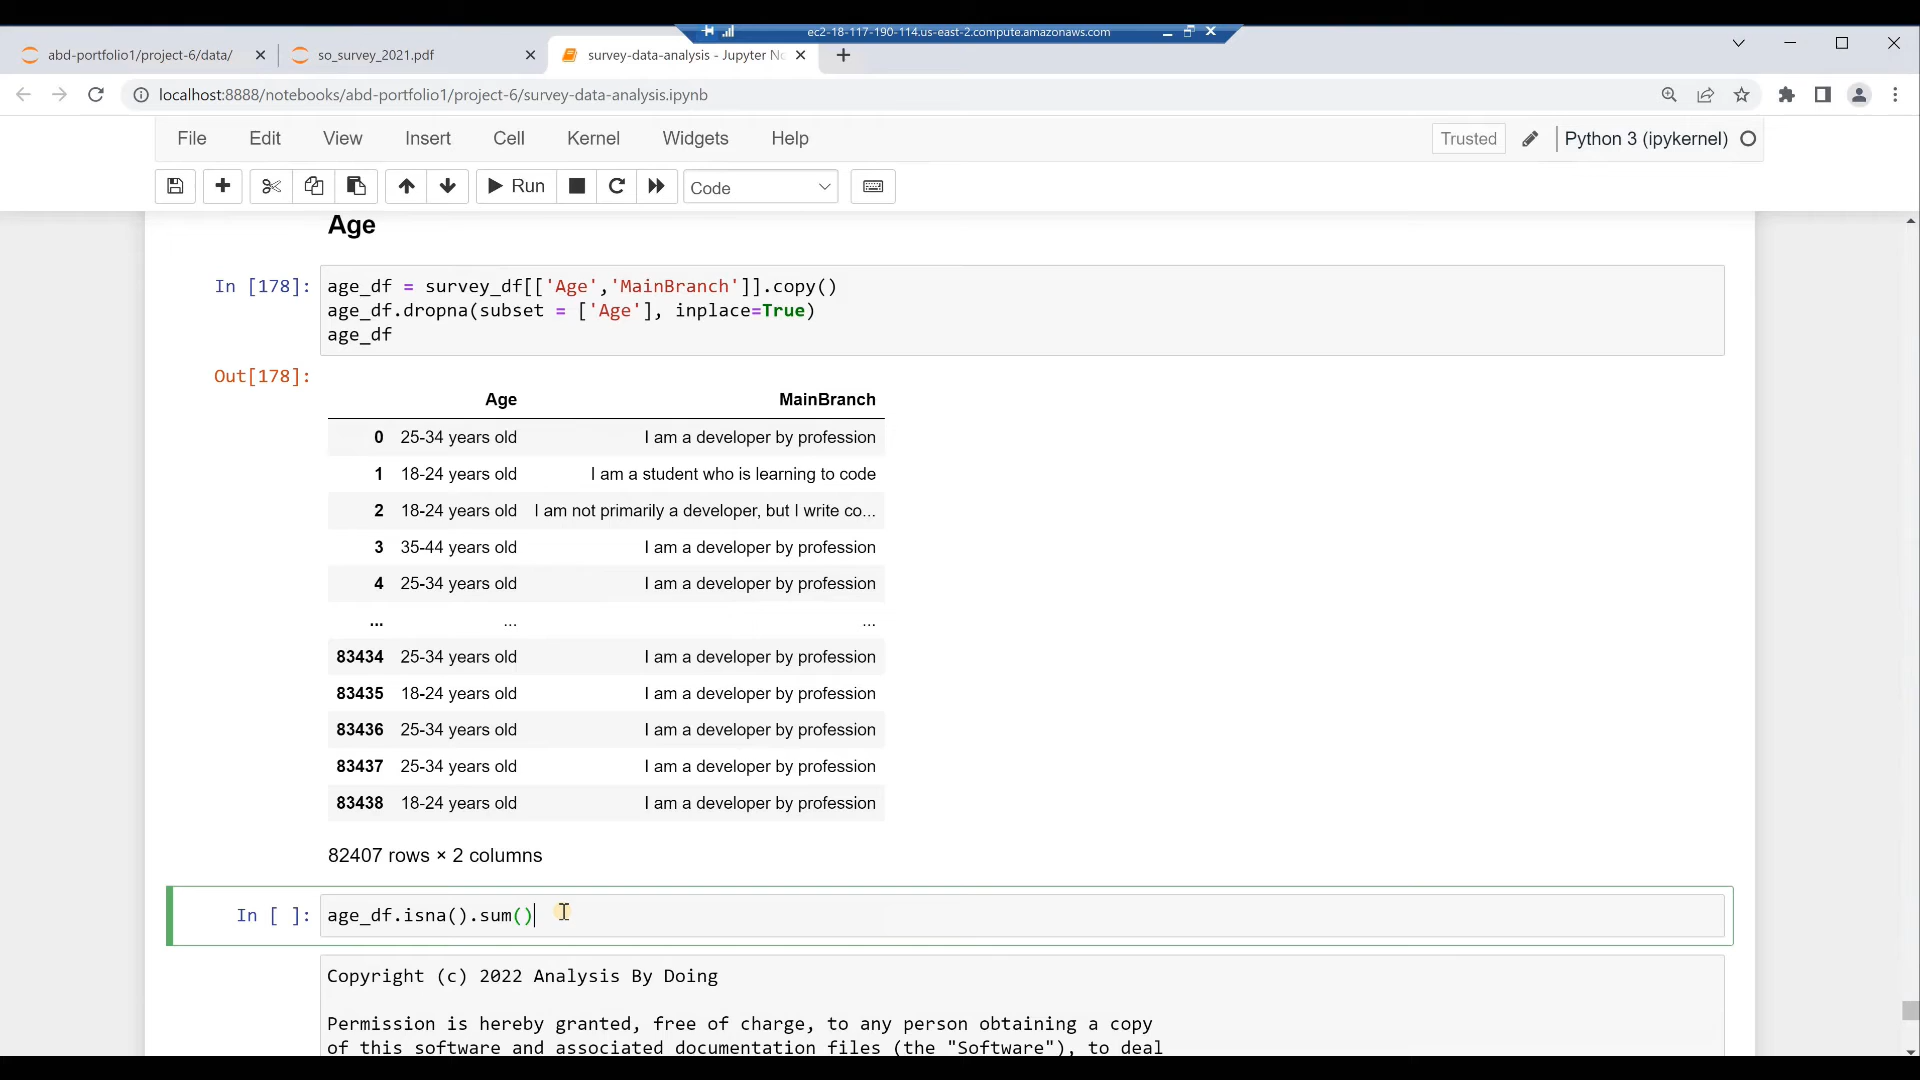 ec2-18-117-190-114.us-east-2.compute.amazonaws.com
abd-portfolio1/project-6/data/
so_survey_2021.pdf
survey-data-analysis - Jupyter No
localhost:8888/notebooks/abd-portfolio1/project-6/survey-data-analysis.ipynb
File Edit View Insert Cell Kernel Widgets Help Trusted Python 3 (ipykernel)
Run Code
Age
In [178]: age_df = survey_df[['Age','MainBranch']].copy()
age_df.dropna(subset = ['Age'], inplace=True)
age_df
Out[178]:
Age MainBranch
0 25-34 years old I am a developer by profession
1 18-24 years old I am a student who is learning to code
2 18-24 years old I am not primarily a developer, but I write co...
3 35-44 years old I am a developer by profession
4 25-34 years old I am a developer by profession
... ... ...
83434 25-34 years old I am a developer by profession
83435 18-24 years old I am a developer by profession
83436 25-34 years old I am a developer by profession
83437 25-34 years old I am a developer by profession
83438 18-24 years old I am a developer by profession
82407 rows × 2 columns
In [ ]: age_df.isna().sum()
Copyright (c) 2022 Analysis By Doing
Permission is hereby granted, free of charge, to any person obtaining a copy
of this software and associated documentation files (the "Software"), to deal